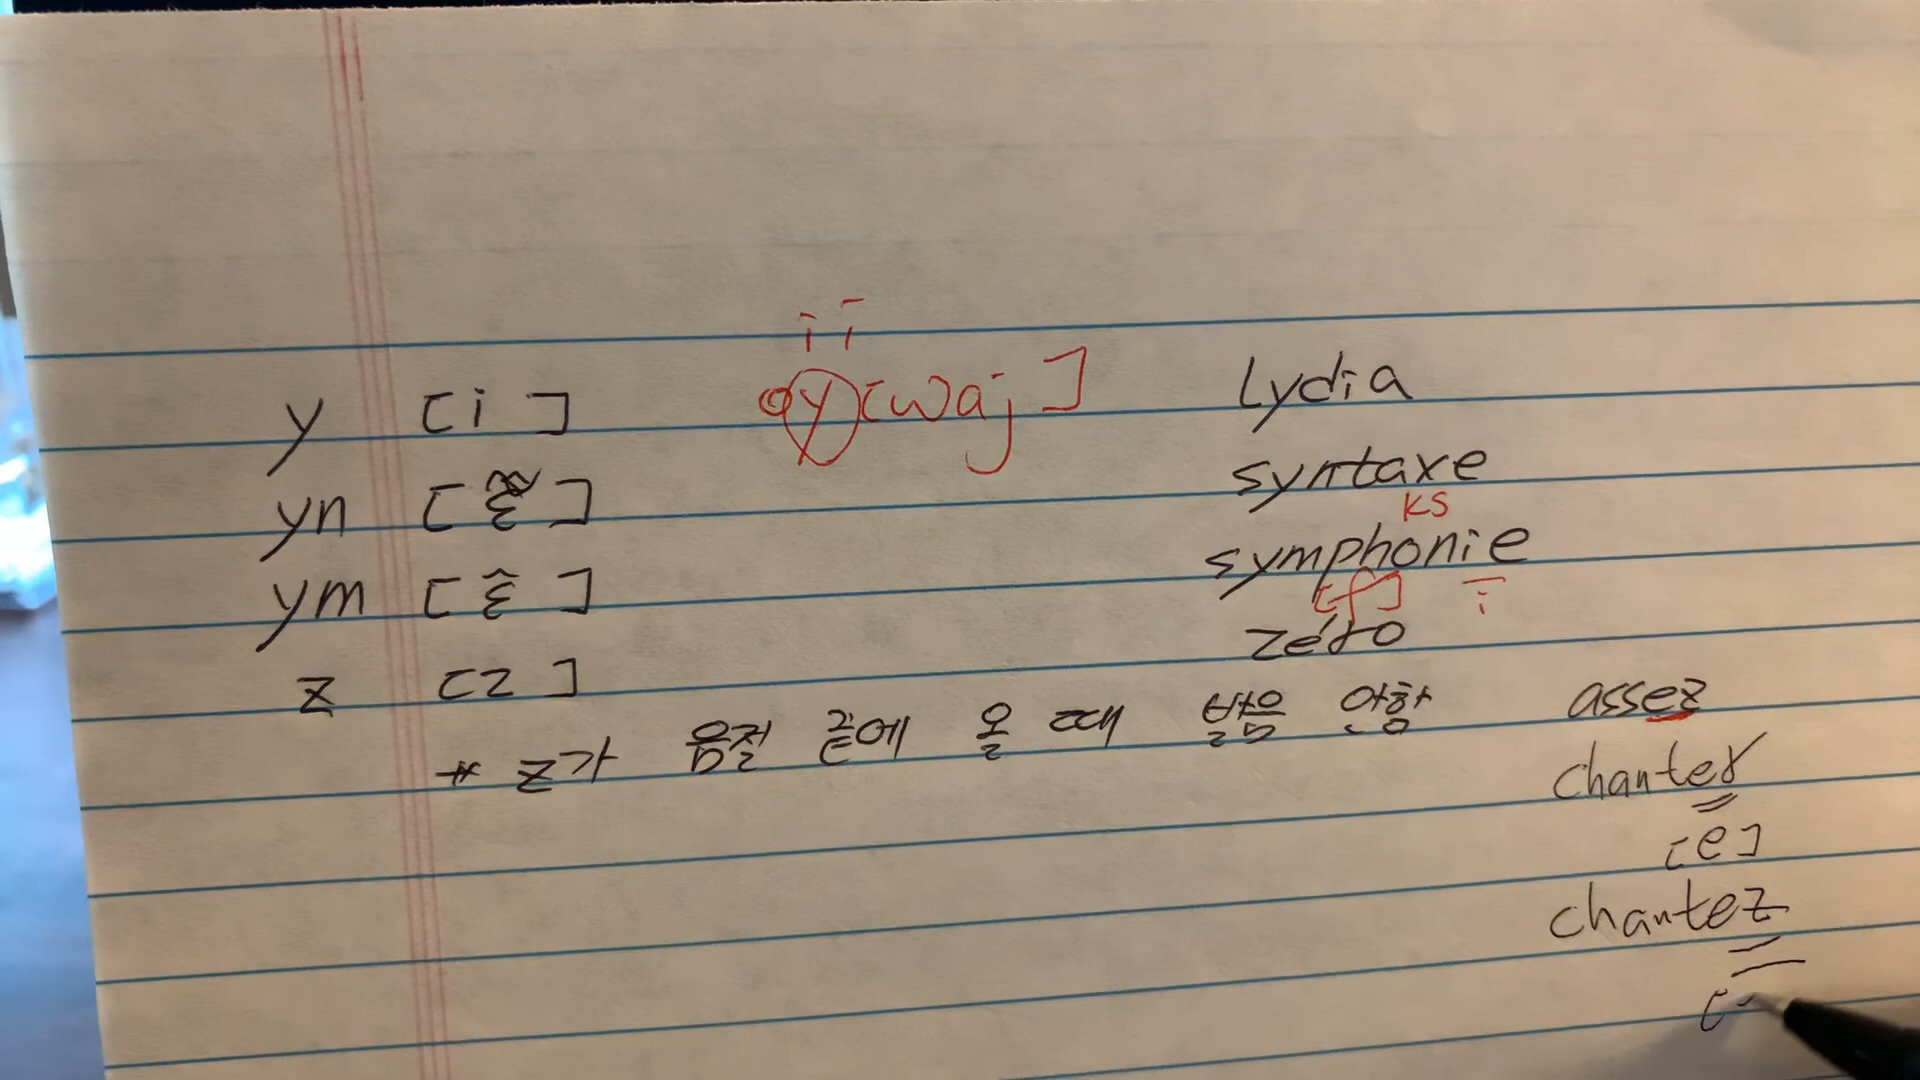 i i
y [i] oy [waj] Lydia
yn [ɛ̃] syntaxe
ks
ym [ɛ̃] symphonie
[f] i
z [z] zéro
* z가 음절 끝에 올 때 발음 안함 assez
chanter
[e]
chantez
[